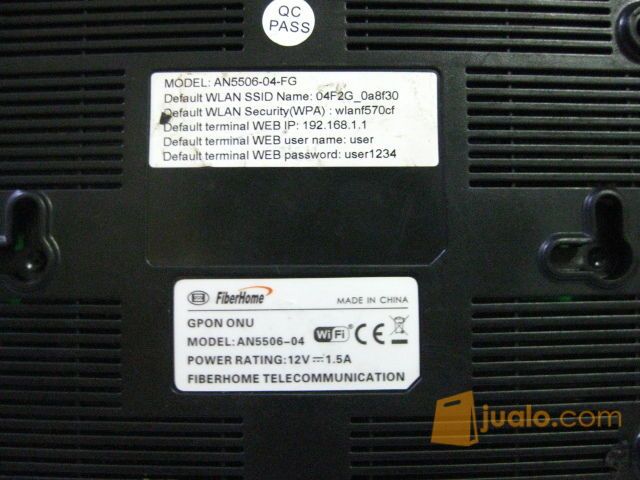 QC
PASS
MODEL: AN5506-04-FG
Default WLAN SSID Name: 04F2G_0a8f30
Default WLAN Security(WPA) : wlanf570cf
Default terminal WEB IP: 192.168.1.1
Default terminal WEB user name: user
Default terminal WEB password: user1234
FiberHome
MADE IN CHINA
GPON ONU
MODEL:AN5506-04
WiFi CE
POWER RATING:12V⎓1.5A
FIBERHOME TELECOMMUNICATION
jualo.com